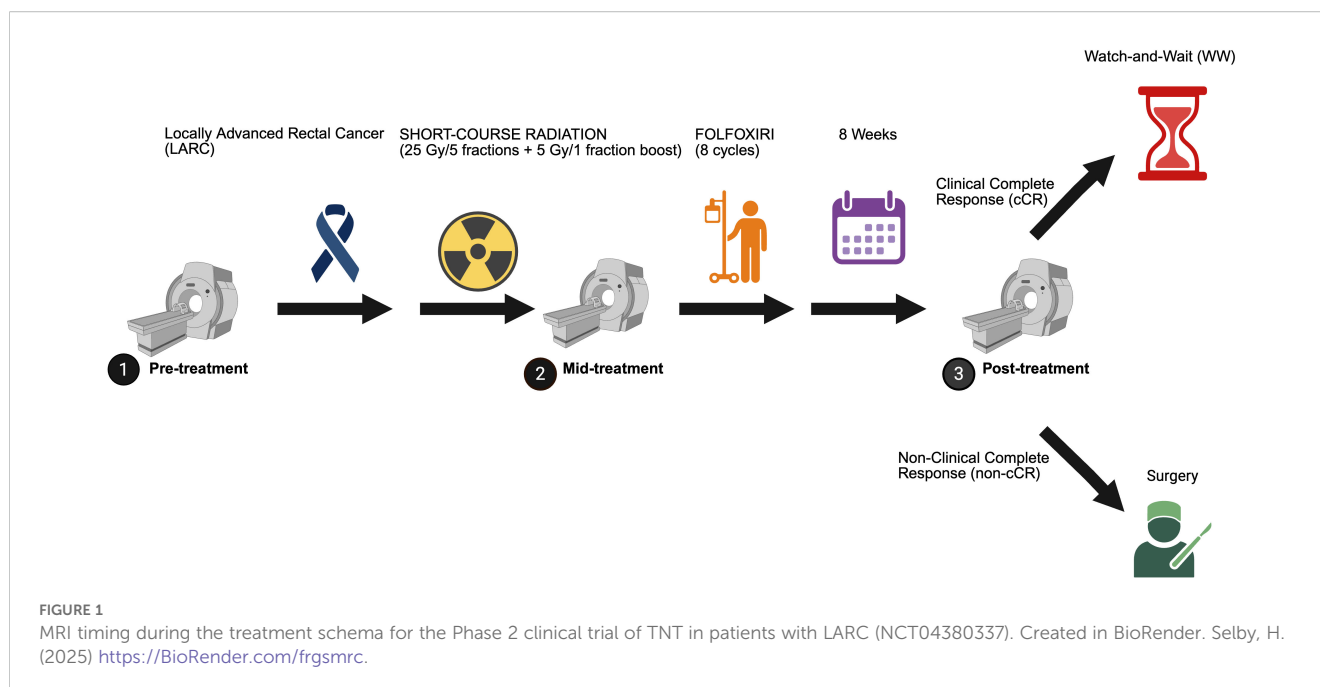 Watch-and-Wait (WW)
Locally Advanced Rectal Cancer
(LARC)
SHORT-COURSE RADIATION
(25 Gy/5 fractions + 5 Gy/1 fraction boost)
FOLFOXIRI
(8 cycles)
8 Weeks
Clinical Complete
Response (cCR)
1 Pre-treatment
2 Mid-treatment
3 Post-treatment
Non-Clinical Complete
Response (non-cCR)
Surgery
FIGURE 1
MRI timing during the treatment schema for the Phase 2 clinical trial of TNT in patients with LARC (NCT04380337). Created in BioRender. Selby, H.
(2025) https://BioRender.com/frgsmrc.